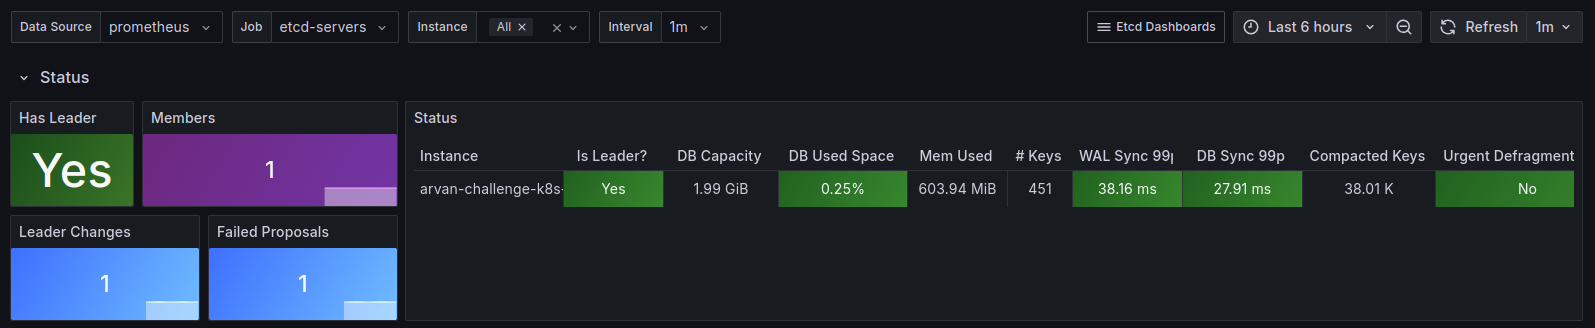 Data Source prometheus Job etcd-servers Instance All Interval 1m Etcd Dashboards Last 6 hours Refresh 1m
Status
Has Leader
Yes
Members
1
Leader Changes
1
Failed Proposals
1
Status
Instance Is Leader? DB Capacity DB Used Space Mem Used # Keys WAL Sync 99p DB Sync 99p Compacted Keys Urgent Defragment
arvan-challenge-k8s- Yes 1.99 GiB 0.25% 603.94 MiB 451 38.16 ms 27.91 ms 38.01 K No